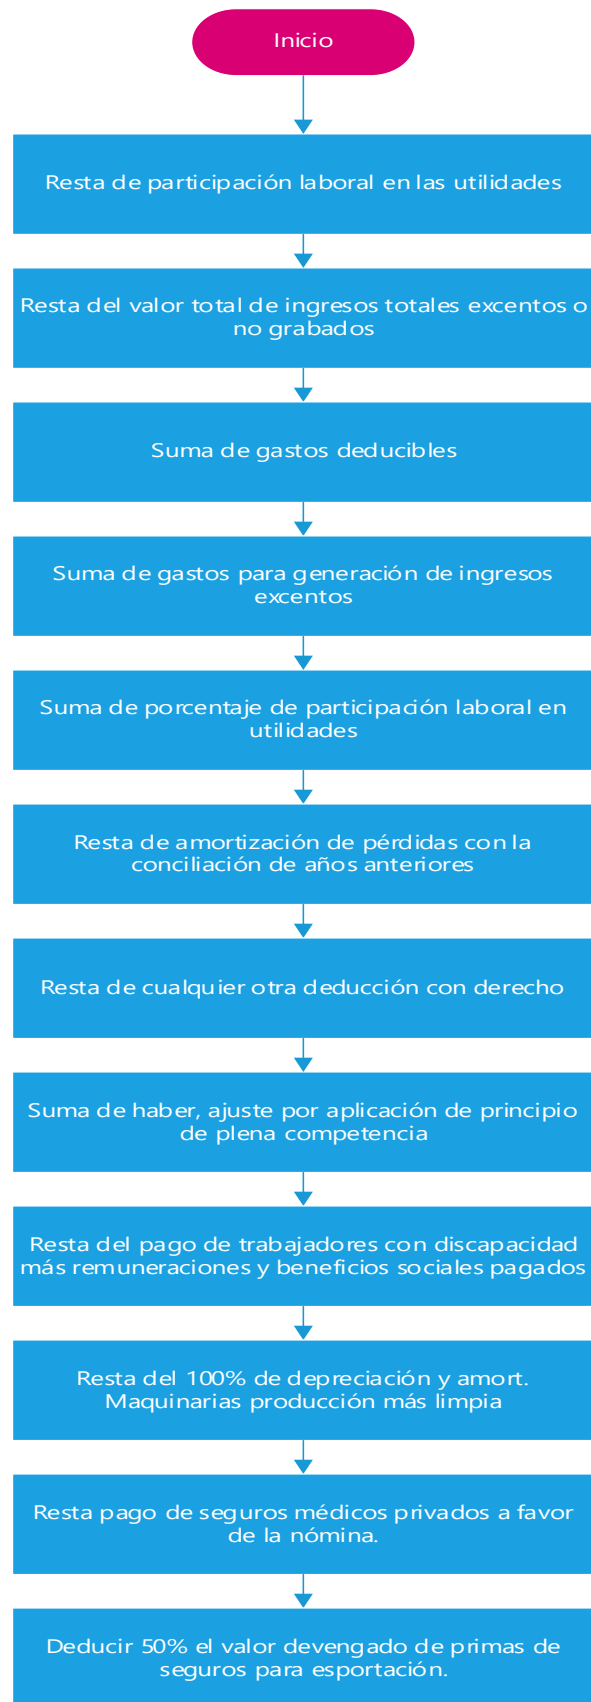 Inicio
Resta de participación laboral en las utilidades
Resta del valor total de ingresos totales excentos o
no grabados
Suma de gastos deducibles
Suma de gastos para generación de ingresos
excentos
Suma de porcentaje de participación laboral en
utilidades
Resta de amortización de pérdidas con la
conciliación de años anteriores
Resta de cualquier otra deducción con derecho
Suma de haber, ajuste por aplicación de principio
de plena competencia
Resta del pago de trabajadores con discapacidad
más remuneraciones y beneficios sociales pagados
Resta del 100% de depreciación y amort.
Maquinarias producción más limpia
Resta pago de seguros médicos privados a favor
de la nómina.
Deducir 50% el valor devengado de primas de
seguros para esportación.